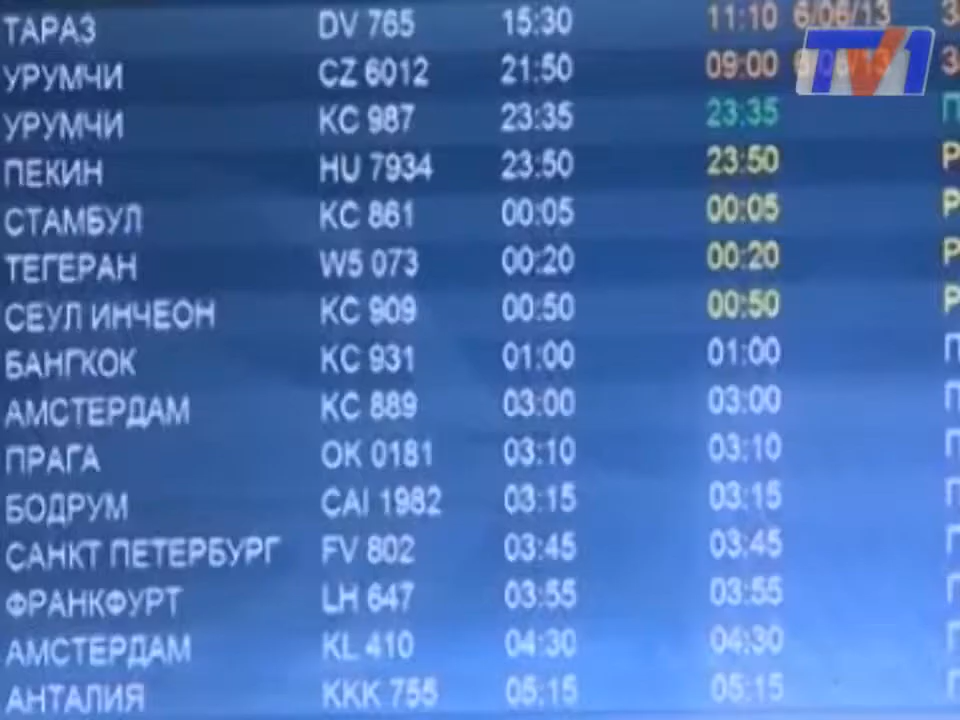 ТАРАЗ DV 765 15:30 11:10 6/06/13 З
УРУМЧИ CZ 6012 21:50 09:00 З
TV1
УРУМЧИ KC 987 23:35 23:35 П
ПЕКИН HU 7934 23:50 23:50 Р
СТАМБУЛ KC 861 00:05 00:05 Р
ТЕГЕРАН W5 073 00:20 00:20 Р
СЕУЛ ИНЧЕОН KC 909 00:50 00:50 Р
БАНГКОК KC 931 01:00 01:00 П
АМСТЕРДАМ KC 889 03:00 03:00 П
ПРАГА OK 0181 03:10 03:10 П
БОДРУМ CAI 1982 03:15 03:15 П
САНКТ ПЕТЕРБУРГ FV 802 03:45 03:45
ФРАНКФУРТ LH 647 03:55 03:55
АМСТЕРДАМ KL 410 04:30 04:30
АНТАЛИЯ KKK 755 05:15 05:15